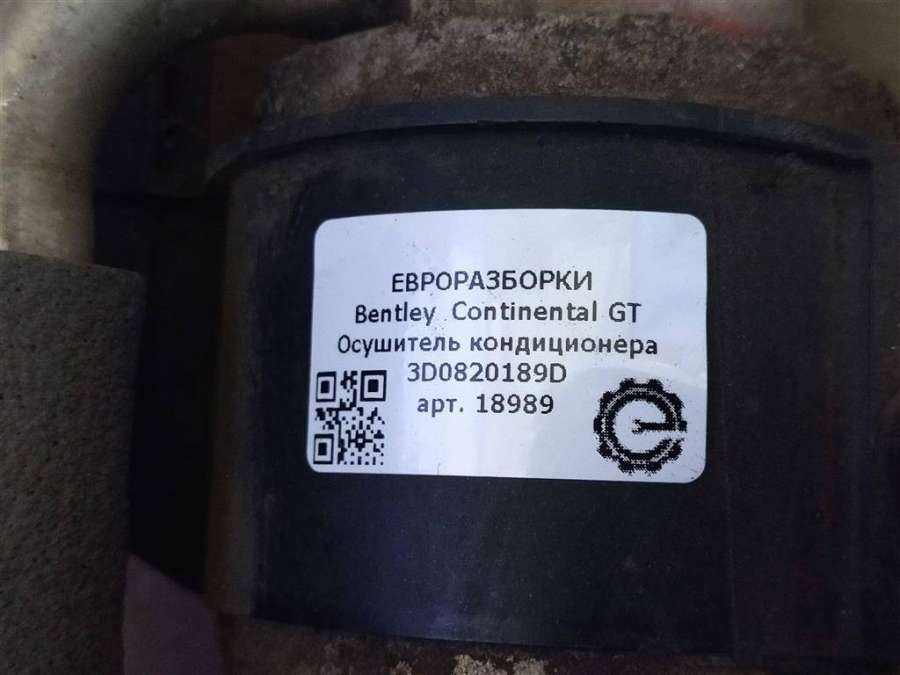 ЕВРОРАЗБОРКИ
Bentley Continental GT
Осушитель кондиционера
3D0820189D
арт. 18989